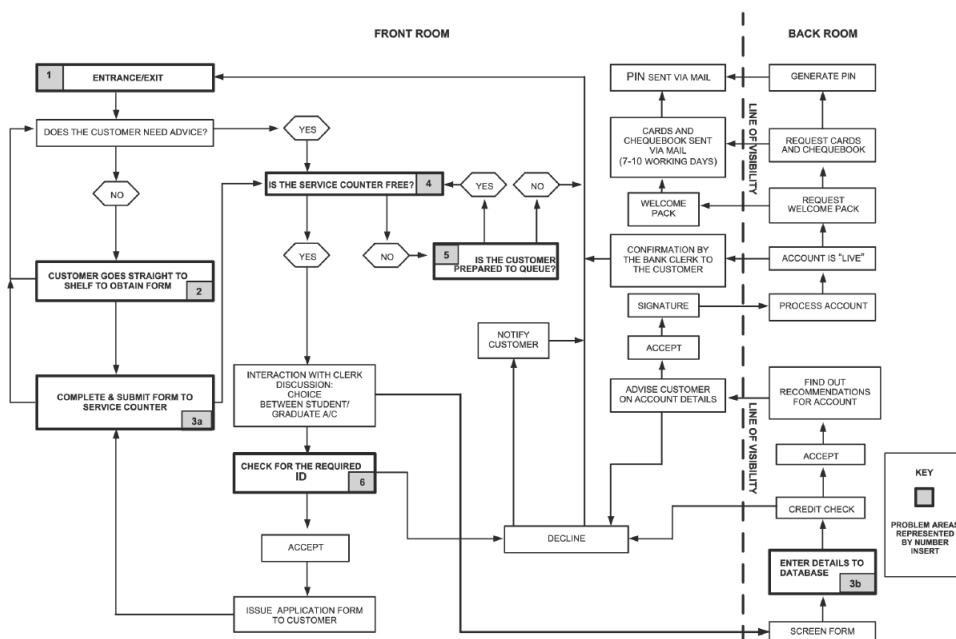 FRONT ROOM
BACK ROOM
1
ENTRANCE/EXIT
DOES THE CUSTOMER NEED ADVICE?
YES
NO
IS THE SERVICE COUNTER FREE?
4
YES
NO
YES
NO
5
IS THE CUSTOMER
PREPARED TO QUEUE?
CUSTOMER GOES STRAIGHT TO
SHELF TO OBTAIN FORM
2
COMPLETE & SUBMIT FORM TO
SERVICE COUNTER
3a
INTERACTION WITH CLERK
DISCUSSION:
CHOICE
BETWEEN STUDENT/
GRADUATE A/C
CHECK FOR THE REQUIRED
ID
6
ACCEPT
ISSUE APPLICATION FORM
TO CUSTOMER
NOTIFY
CUSTOMER
DECLINE
PIN SENT VIA MAIL
CARDS AND
CHEQUEBOOK SENT
VIA MAIL
(7-10 WORKING DAYS)
WELCOME
PACK
CONFIRMATION BY
THE BANK CLERK TO
THE CUSTOMER
SIGNATURE
ACCEPT
ADVISE CUSTOMER
ON ACCOUNT DETAILS
LINE OF VISIBILITY
LINE OF VISIBILITY
GENERATE PIN
REQUEST CARDS
AND CHEQUEBOOK
REQUEST
WELCOME PACK
ACCOUNT IS "LIVE"
PROCESS ACCOUNT
FIND OUT
RECOMMENDATIONS
FOR ACCOUNT
ACCEPT
CREDIT CHECK
ENTER DETAILS TO
DATABASE
3b
SCREEN FORM
KEY
PROBLEM AREAS
REPRESENTED
BY NUMBER
INSERT